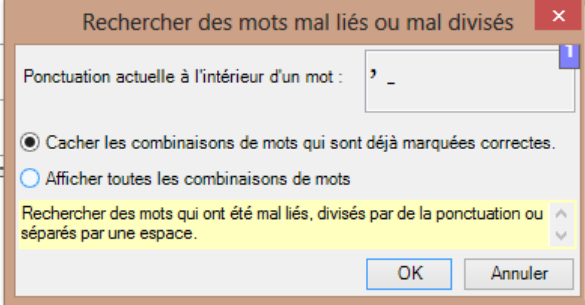 Rechercher des mots mal liés ou mal divisés
×
Ponctuation actuelle à l'intérieur d'un mot : ’ -
1
Cacher les combinaisons de mots qui sont déjà marquées correctes.
Afficher toutes les combinaisons de mots
Rechercher des mots qui ont été mal liés, divisés par de la ponctuation ou
séparés par une espace.
OK Annuler